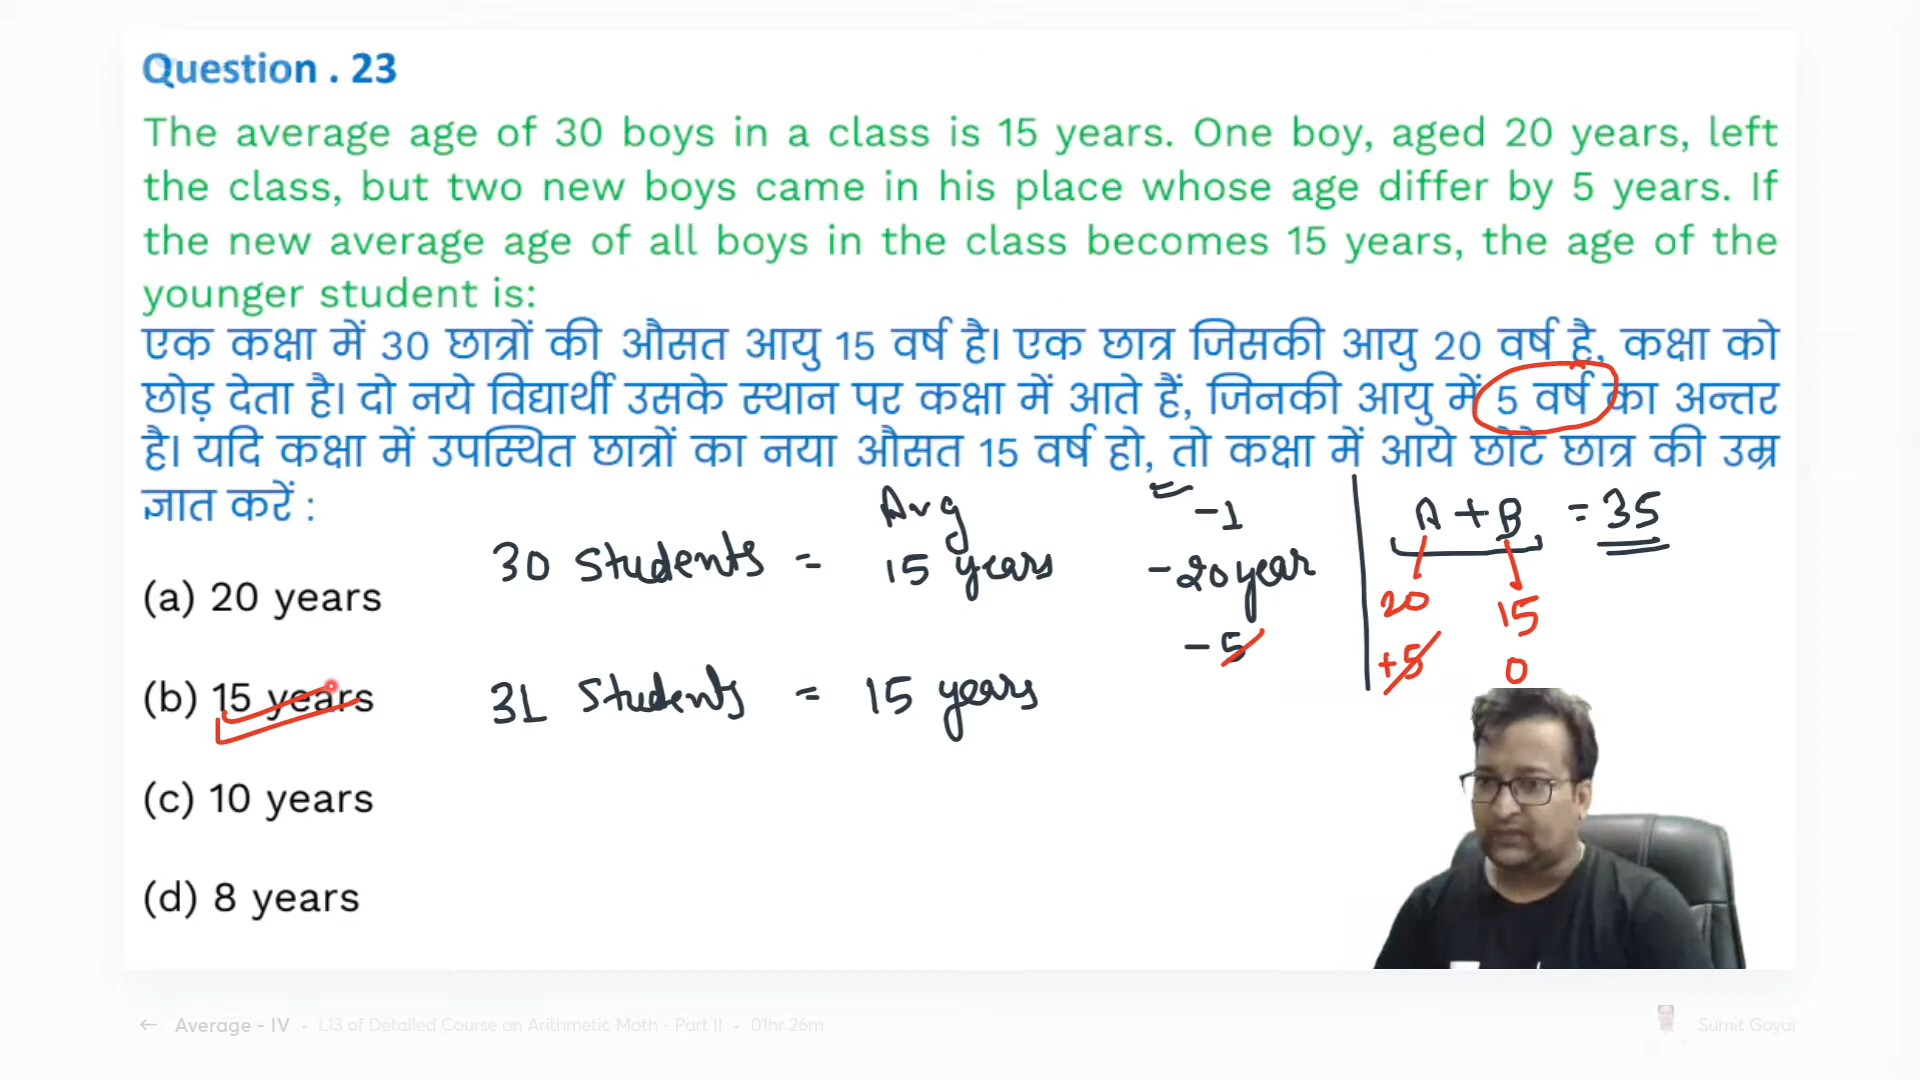 Question . 23
The average age of 30 boys in a class is 15 years. One boy, aged 20 years, left
the class, but two new boys came in his place whose age differ by 5 years. If
the new average age of all boys in the class becomes 15 years, the age of the
younger student is:
एक कक्षा में 30 छात्रों की औसत आयु 15 वर्ष है। एक छात्र जिसकी आयु 20 वर्ष है, कक्षा को
छोड़ देता है। दो नये विद्यार्थी उसके स्थान पर कक्षा में आते हैं, जिनकी आयु में 5 वर्ष का अन्तर
है। यदि कक्षा में उपस्थित छात्रों का नया औसत 15 वर्ष हो, तो कक्षा में आये छोटे छात्र की उम्र
ज्ञात करें :
Avg
30 Students = 15 years
31 Students = 15 years
-1
-20 year
-5
A + B = 35
20 15
+5 0
(a) 20 years
(b) 15 years
(c) 10 years
(d) 8 years
← Average - IV • L13 of Detailed Course on Arithmetic Math - Part II • 01hr 26m
Sumit Goyal